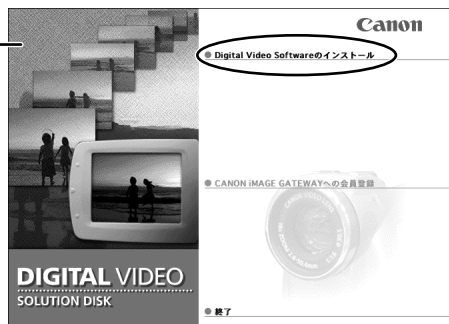 Canon
Digital Video Softwareのインストール
CANON iMAGE GATEWAYへの会員登録
DIGITAL VIDEO
SOLUTION DISK
終了